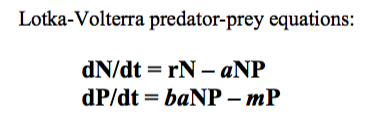 Lotka-Volterra predator-prey equations:
dN/dt = rN – aNP
dP/dt = baNP – mP